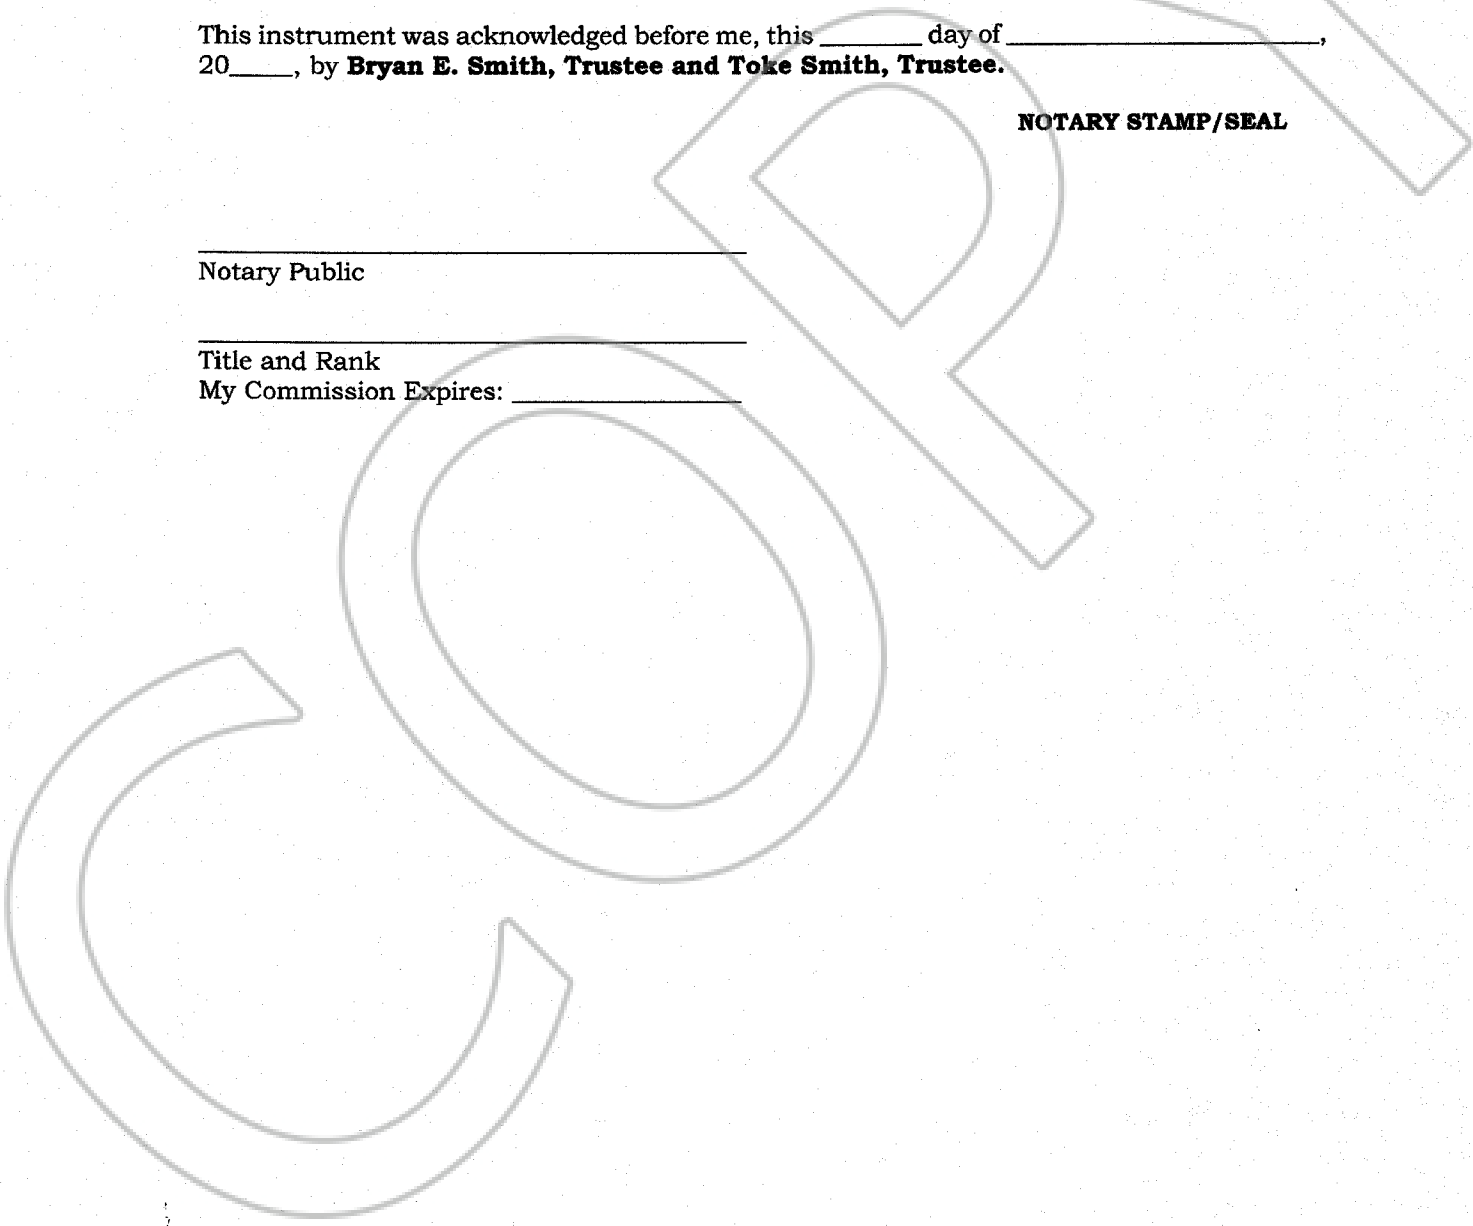 This instrument was acknowledged before me, this _______ day of ______________________,
20_____, by Bryan E. Smith, Trustee and Toke Smith, Trustee.
NOTARY STAMP/SEAL
Notary Public
Title and Rank
My Commission Expires: ________________
COPY